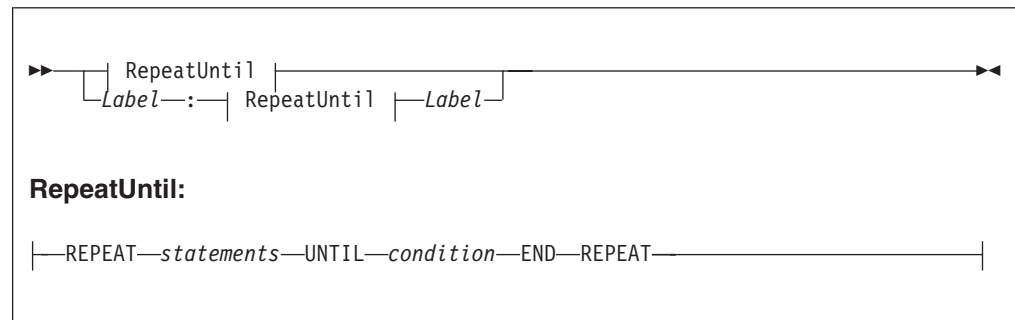 RepeatUntil
Label : RepeatUntil Label
RepeatUntil:
REPEAT statements UNTIL condition END REPEAT